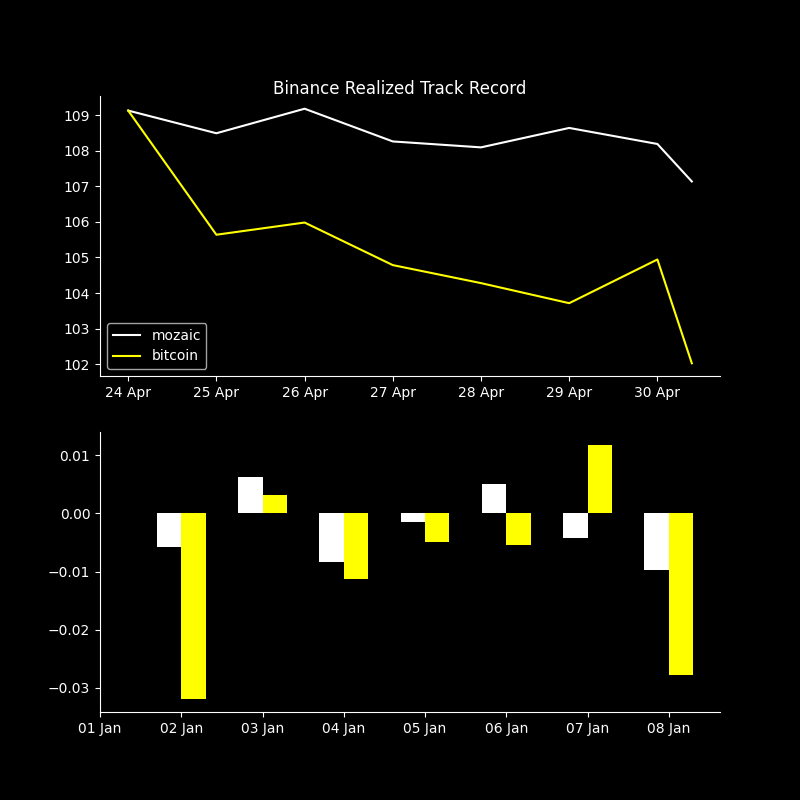 Binance Realized Track Record
109
108
107
106
105
104
103
102
mozaic
bitcoin
24 Apr 25 Apr 26 Apr 27 Apr 28 Apr 29 Apr 30 Apr
0.01
0.00
−0.01
−0.02
−0.03
01 Jan 02 Jan 03 Jan 04 Jan 05 Jan 06 Jan 07 Jan 08 Jan